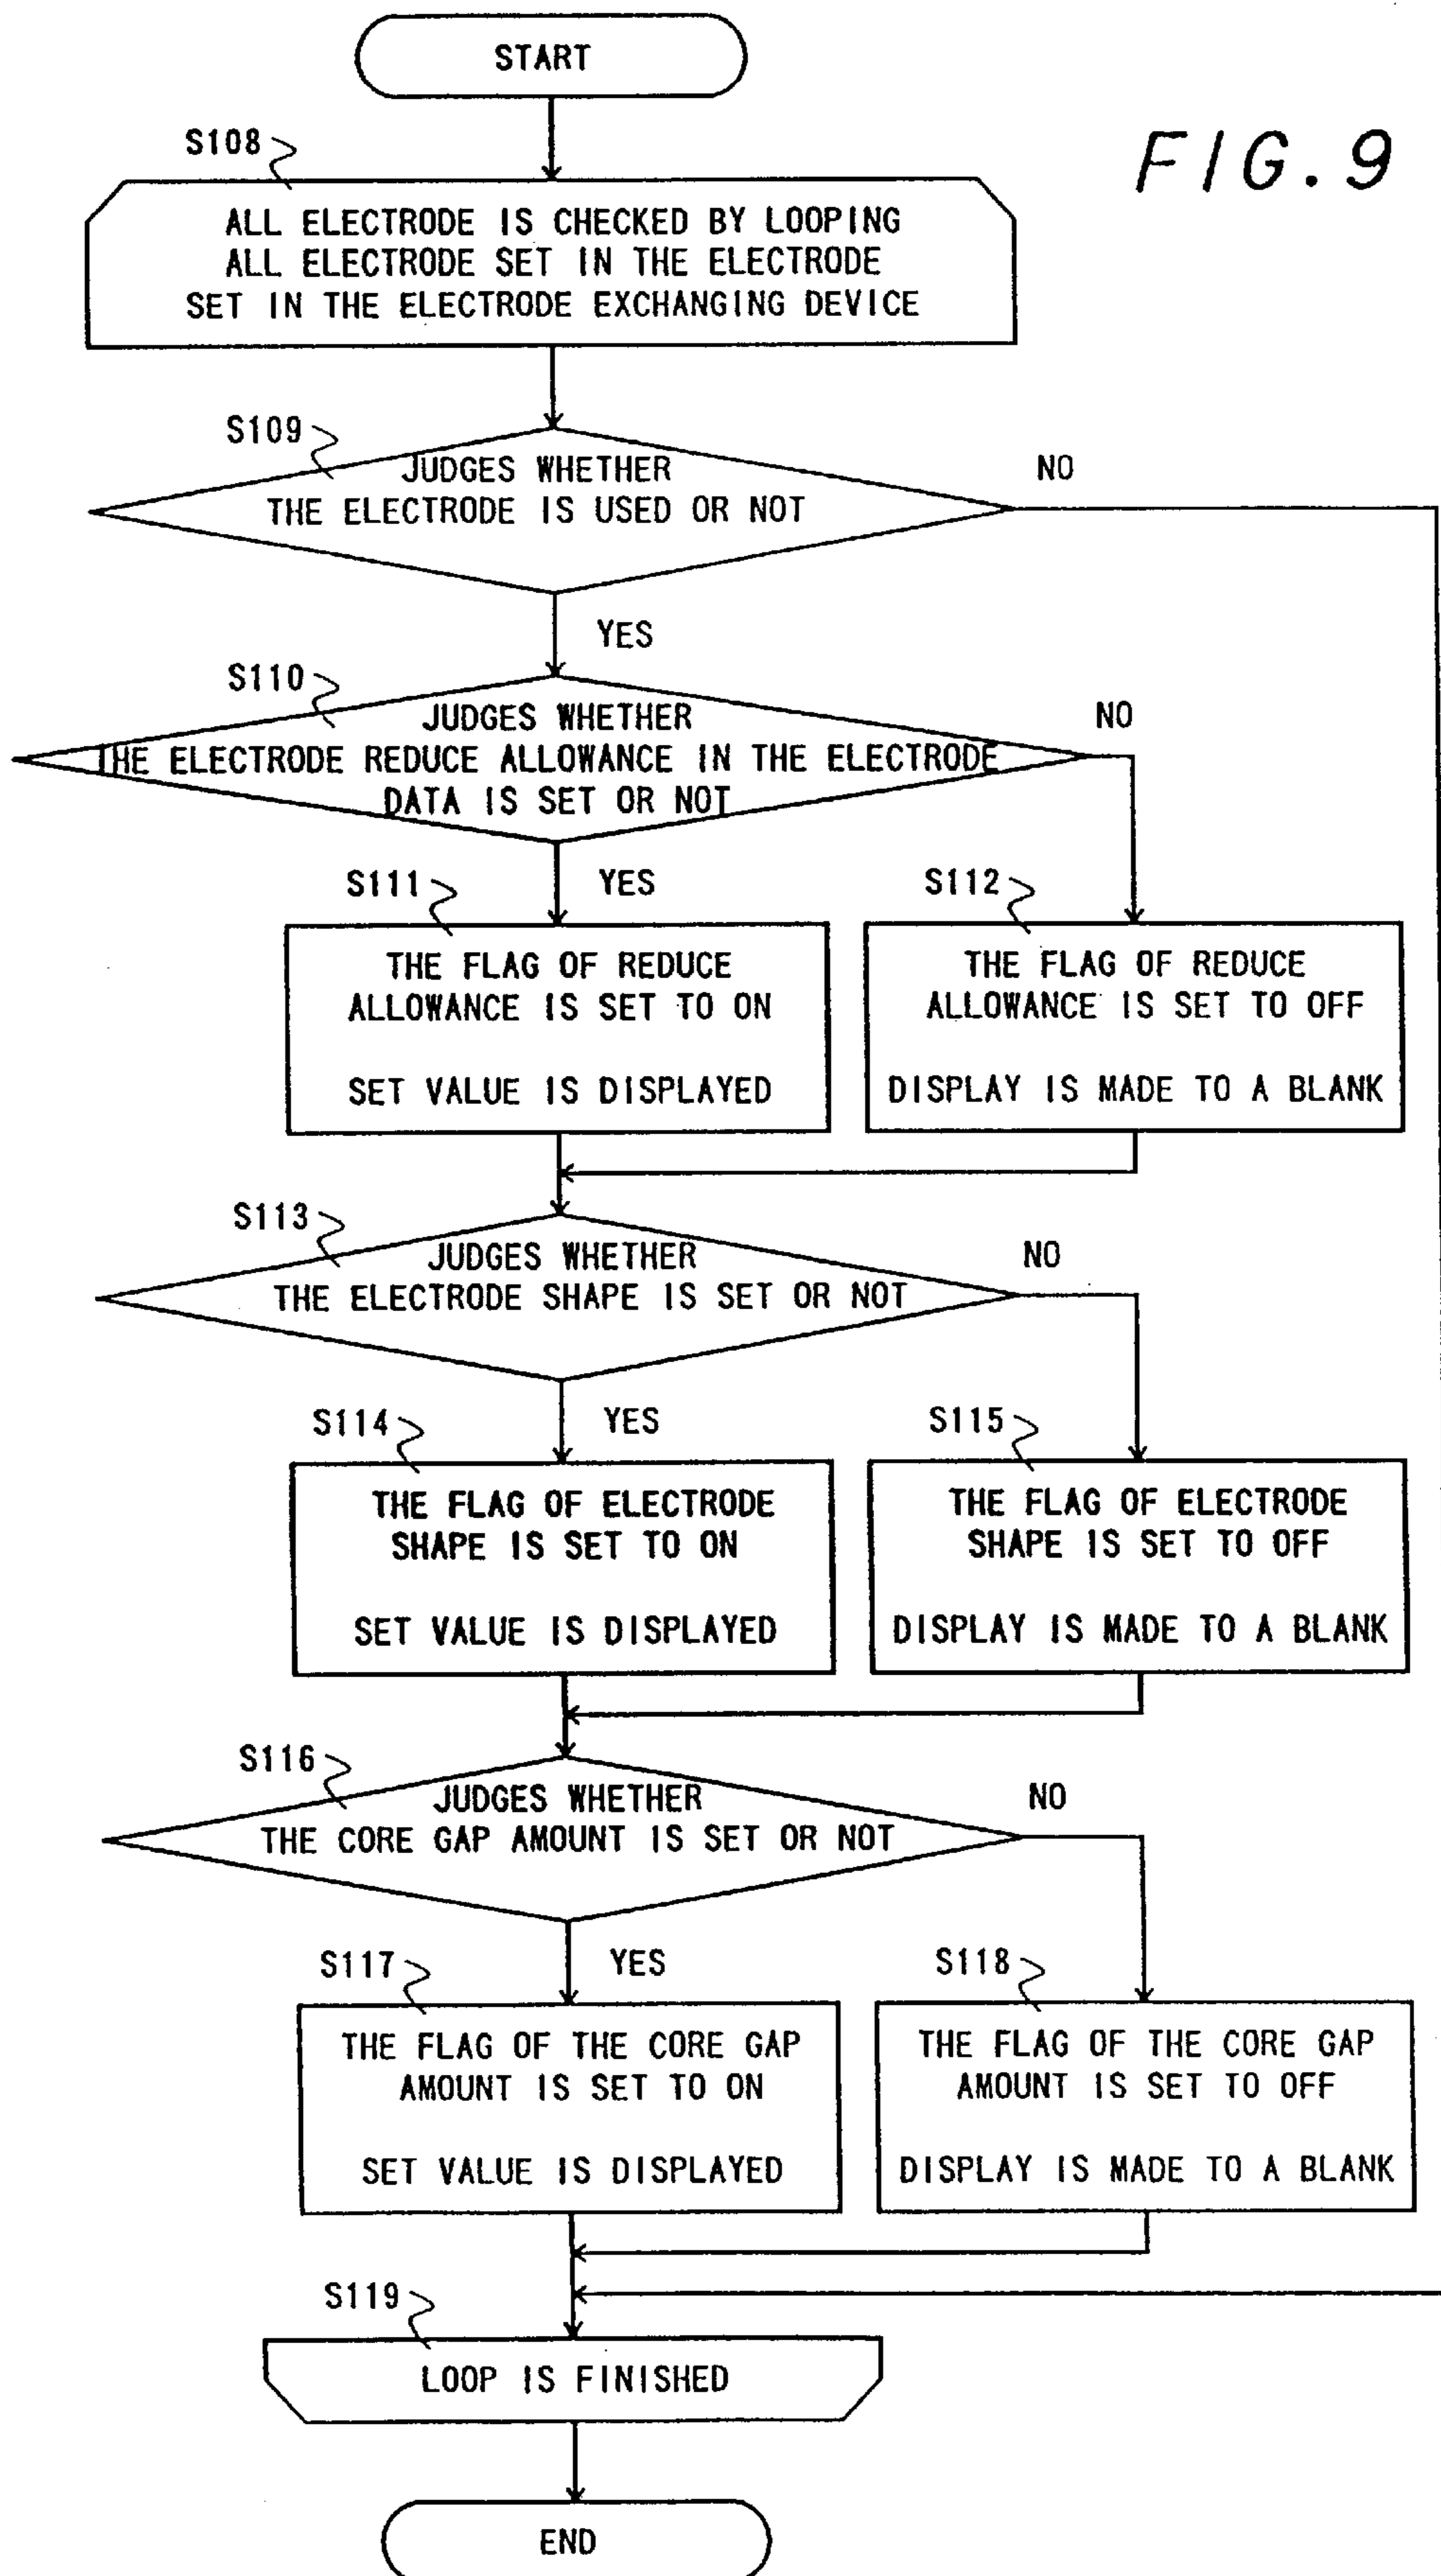 START
FIG.9
S108
ALL ELECTRODE IS CHECKED BY LOOPING
ALL ELECTRODE SET IN THE ELECTRODE
SET IN THE ELECTRODE EXCHANGING DEVICE
S109
JUDGES WHETHER
THE ELECTRODE IS USED OR NOT
NO
YES
S110
JUDGES WHETHER
THE ELECTRODE REDUCE ALLOWANCE IN THE ELECTRODE
DATA IS SET OR NOT
NO
S111
YES
S112
THE FLAG OF REDUCE
ALLOWANCE IS SET TO ON
SET VALUE IS DISPLAYED
THE FLAG OF REDUCE
ALLOWANCE IS SET TO OFF
DISPLAY IS MADE TO A BLANK
S113
JUDGES WHETHER
THE ELECTRODE SHAPE IS SET OR NOT
NO
S114
YES
S115
THE FLAG OF ELECTRODE
SHAPE IS SET TO ON
SET VALUE IS DISPLAYED
THE FLAG OF ELECTRODE
SHAPE IS SET TO OFF
DISPLAY IS MADE TO A BLANK
S116
JUDGES WHETHER
THE CORE GAP AMOUNT IS SET OR NOT
NO
S117
YES
S118
THE FLAG OF THE CORE GAP
AMOUNT IS SET TO ON
SET VALUE IS DISPLAYED
THE FLAG OF THE CORE GAP
AMOUNT IS SET TO OFF
DISPLAY IS MADE TO A BLANK
S119
LOOP IS FINISHED
END